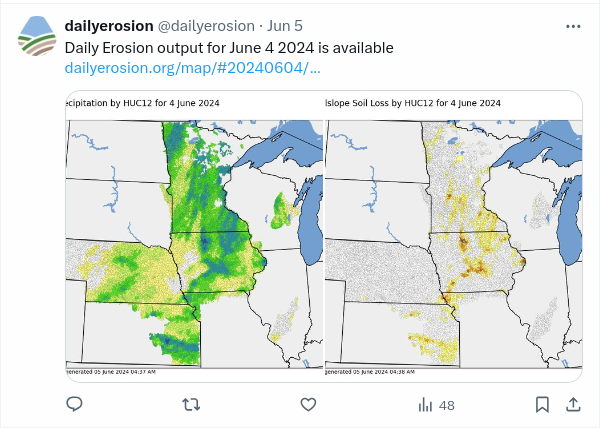 dailyerosion @dailyerosion · Jun 5
Daily Erosion output for June 4 2024 is available
dailyerosion.org/map/#20240604/...
ecipitation by HUC12 for 4 June 2024
lslope Soil Loss by HUC12 for 4 June 2024
enerated 05 June 2024 04:37 AM
generated 05 June 2024 04:38 AM
48